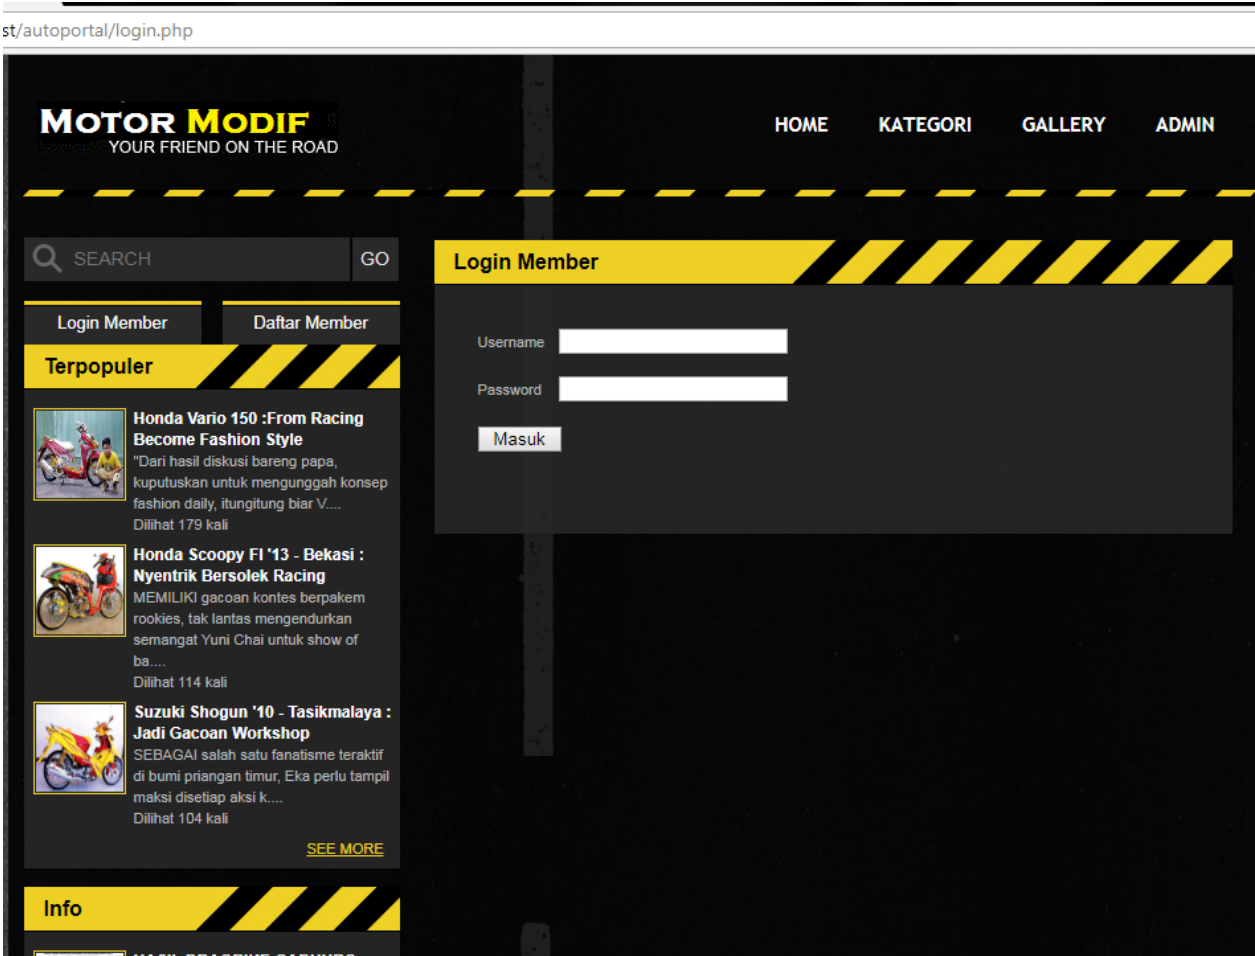 st/autoportal/login.php
MOTOR MODIF
YOUR FRIEND ON THE ROAD
HOME KATEGORI GALLERY ADMIN
SEARCH GO
Login Member Daftar Member
Terpopuler
Honda Vario 150 :From Racing
Become Fashion Style
"Dari hasil diskusi bareng papa,
kuputuskan untuk mengunggah konsep
fashion daily, itungitung biar V....
Dilihat 179 kali
Honda Scoopy FI '13 - Bekasi :
Nyentrik Bersolek Racing
MEMILIKI gacoan kontes berpakem
rookies, tak lantas mengendurkan
semangat Yuni Chai untuk show of
ba....
Dilihat 114 kali
Suzuki Shogun '10 - Tasikmalaya :
Jadi Gacoan Workshop
SEBAGAI salah satu fanatisme teraktif
di bumi priangan timur, Eka perlu tampil
maksi disetiap aksi k....
Dilihat 104 kali
SEE MORE
Info
Login Member
Username
Password
Masuk